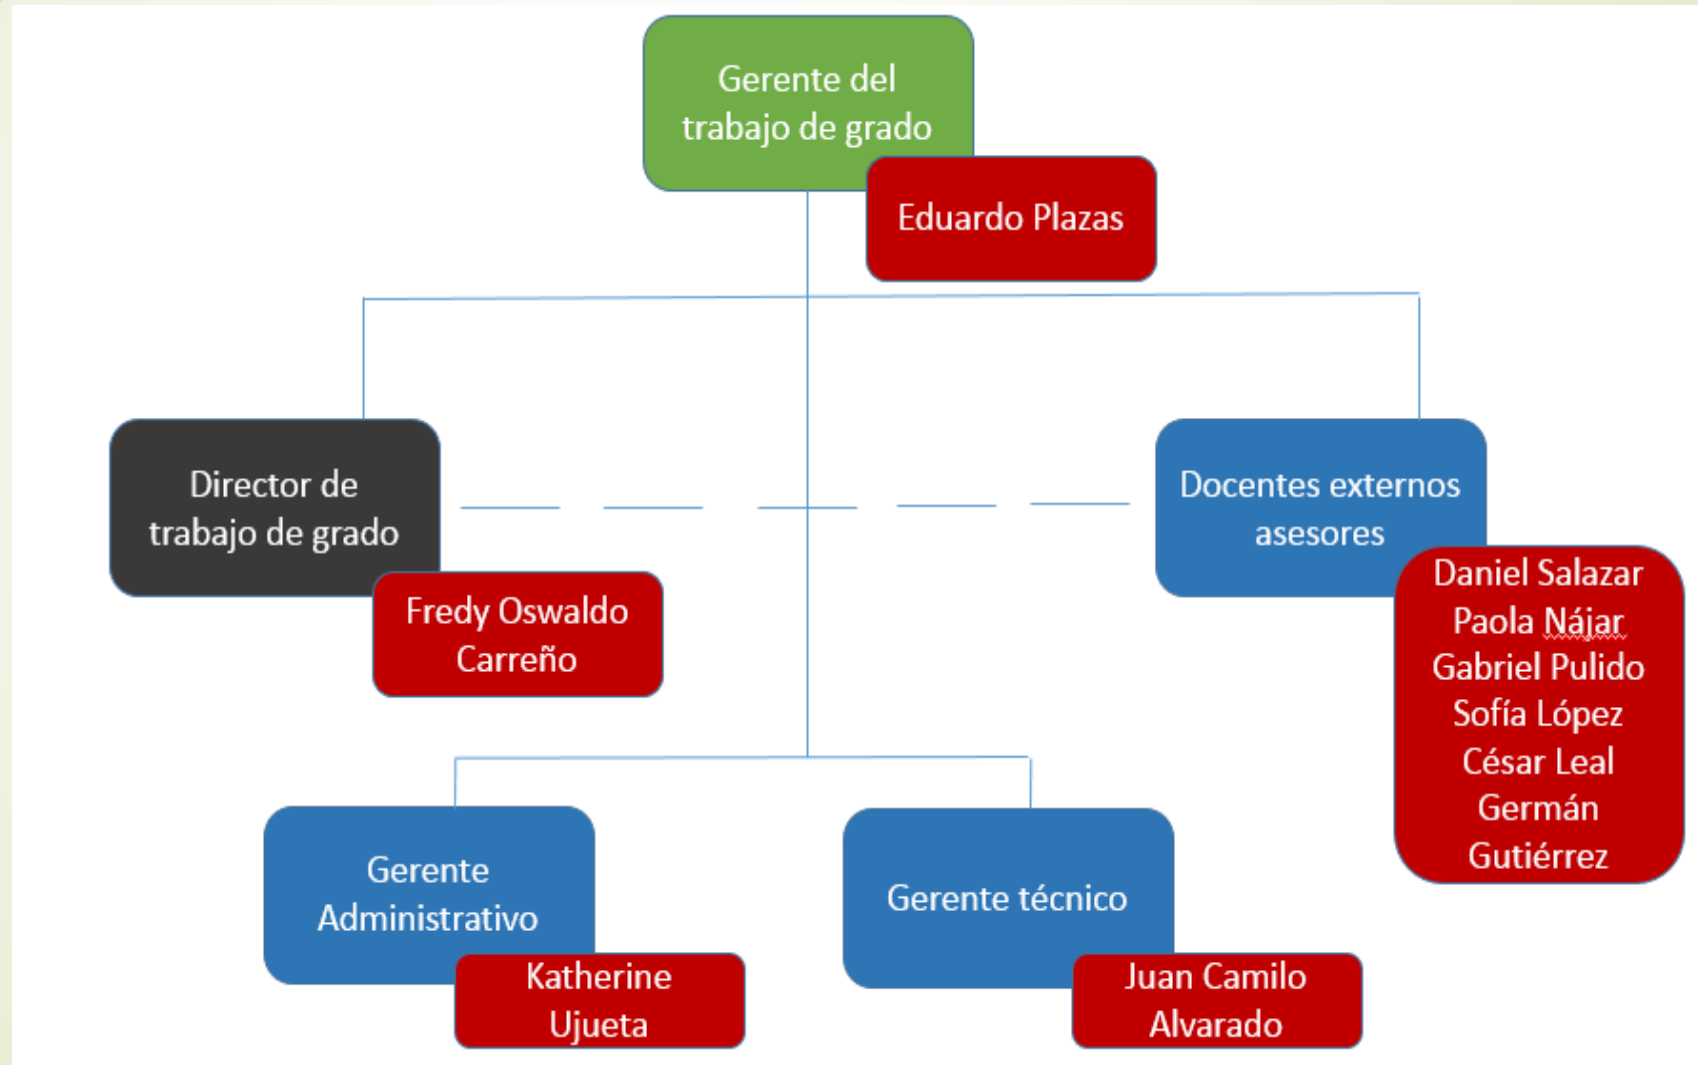 Gerente del
trabajo de grado
Eduardo Plazas
Director de
trabajo de grado
Fredy Oswaldo
Carreño
Docentes externos
asesores
Daniel Salazar
Paola Nájar
Gabriel Pulido
Sofía López
César Leal
Germán
Gutiérrez
Gerente
Administrativo
Katherine
Ujueta
Gerente técnico
Juan Camilo
Alvarado